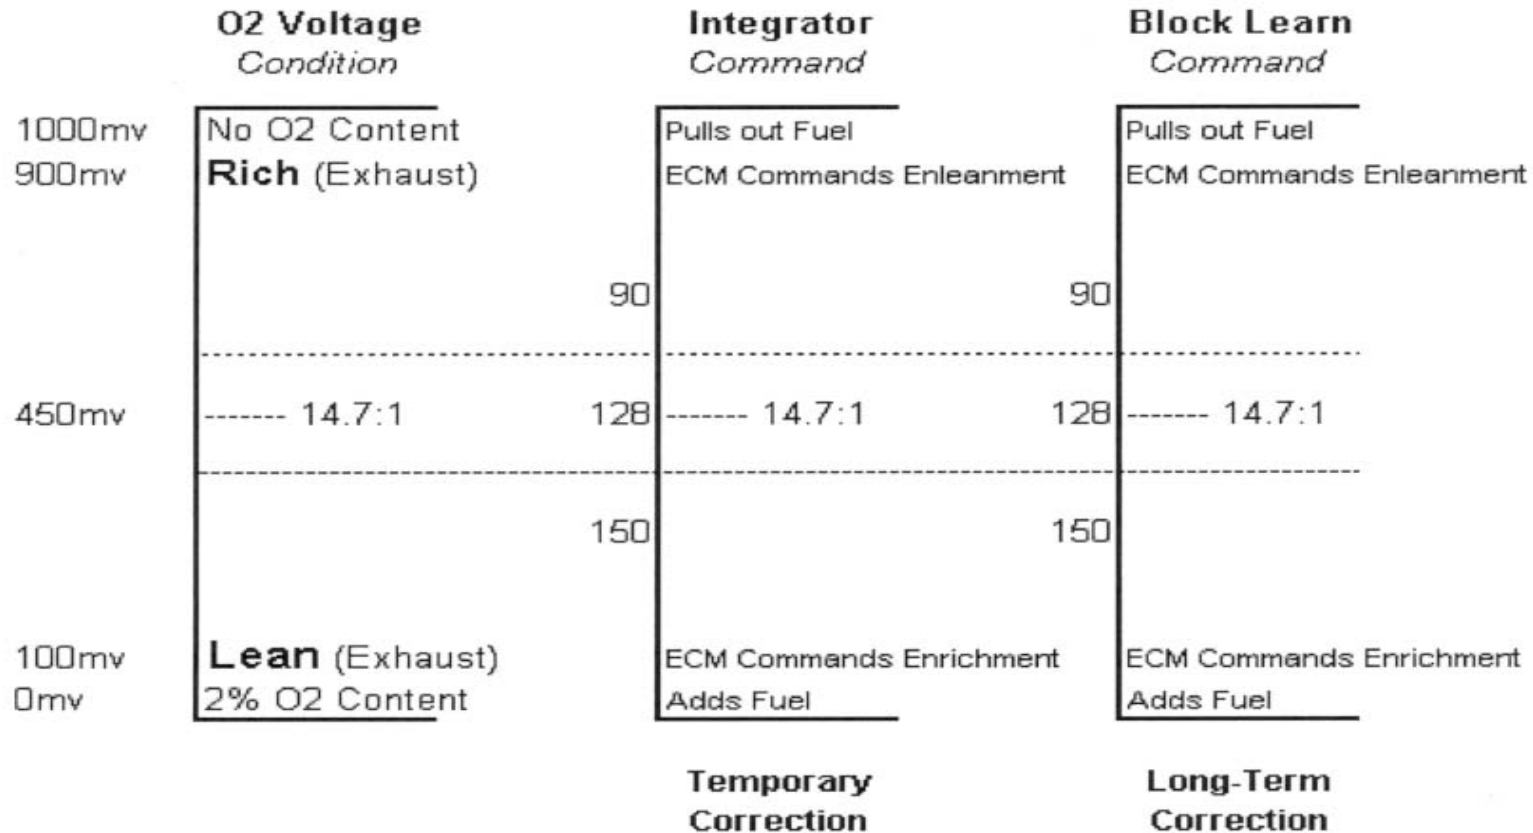 O2 Voltage Integrator Block Learn
Condition Command Command
1000mv No O2 Content Pulls out Fuel Pulls out Fuel
900mv Rich (Exhaust) ECM Commands Enleanment ECM Commands Enleanment
90 90
450mv ------- 14.7:1 128 ------- 14.7:1 128 ------- 14.7:1
150 150
100mv Lean (Exhaust) ECM Commands Enrichment ECM Commands Enrichment
0mv 2% O2 Content Adds Fuel Adds Fuel
Temporary Long-Term
Correction Correction